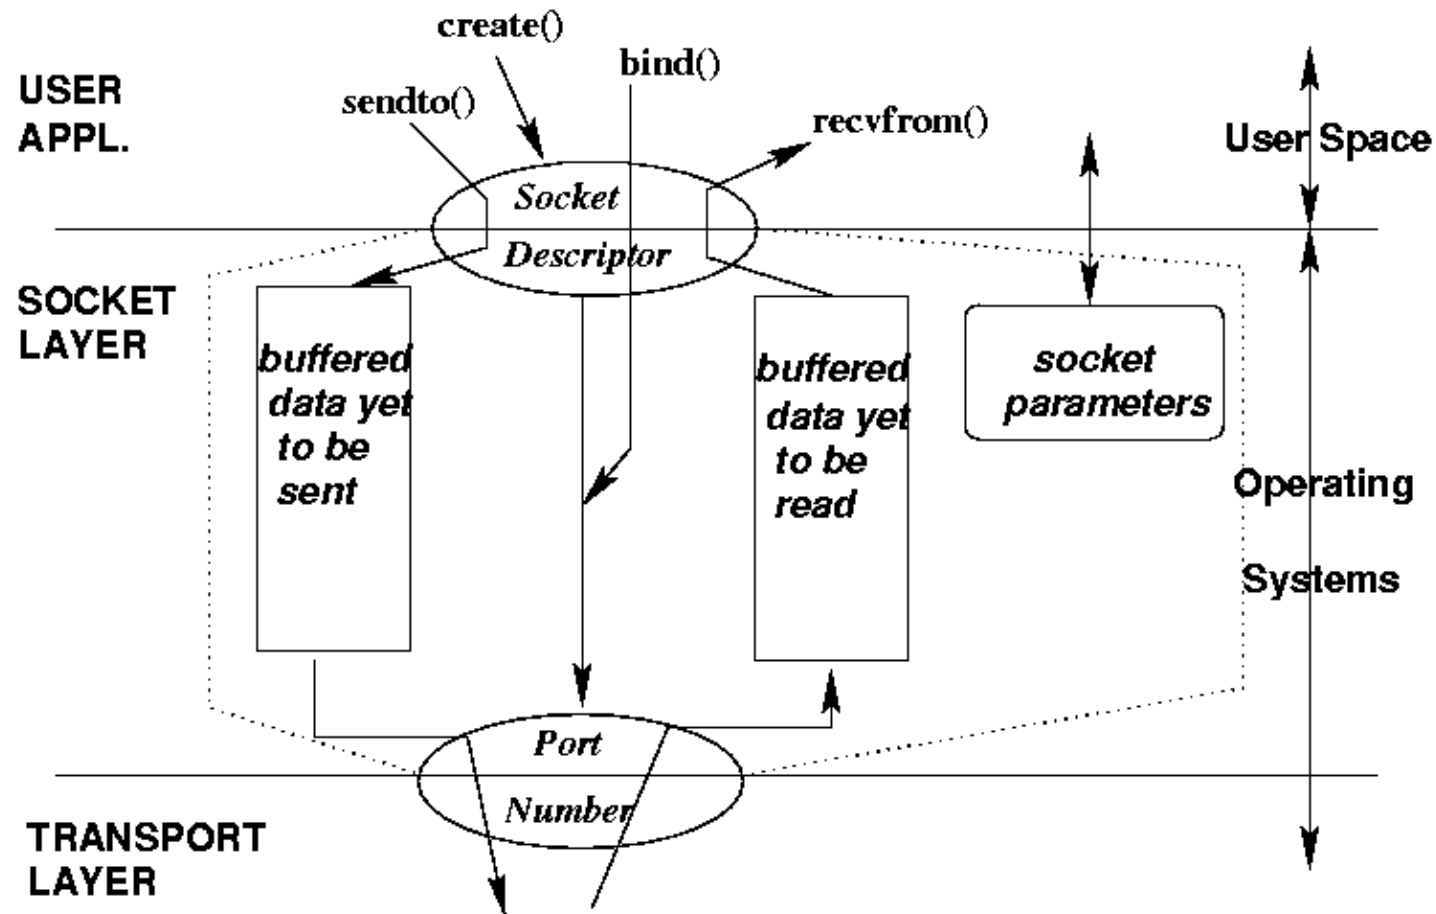 create()
bind()
sendto()
recvfrom()
USER
APPL.
User Space
Socket
Descriptor
SOCKET
LAYER
buffered
data yet
to be
sent
buffered
data yet
to be
read
socket
parameters
Operating
Systems
Port
Number
TRANSPORT
LAYER